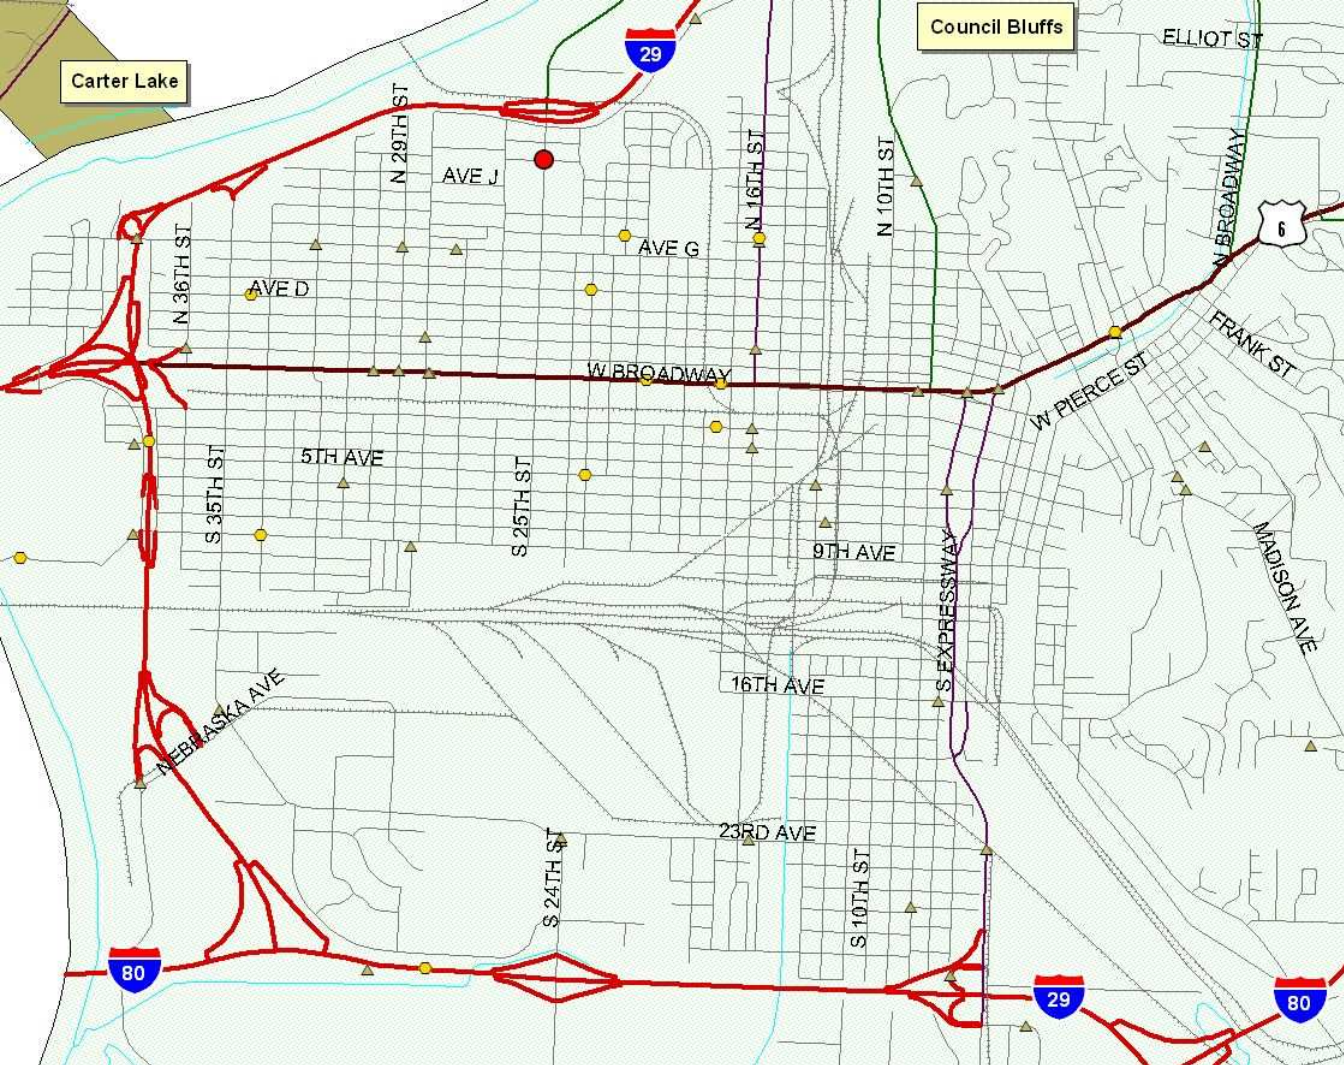 Council Bluffs
ELLIOT ST
29
Carter Lake
N 29TH ST
AVE J
N 16TH ST
N 10TH ST
N BROADWAY
6
N 36TH ST
AVE G
AVE D
FRANK ST
W BROADWAY
W PIERCE ST
5TH AVE
S 35TH ST
S 25TH ST
9TH AVE
S EXPRESSWAY
MADISON AVE
16TH AVE
NEBRASKA AVE
23RD AVE
S 24TH ST
S 10TH ST
80
29
80